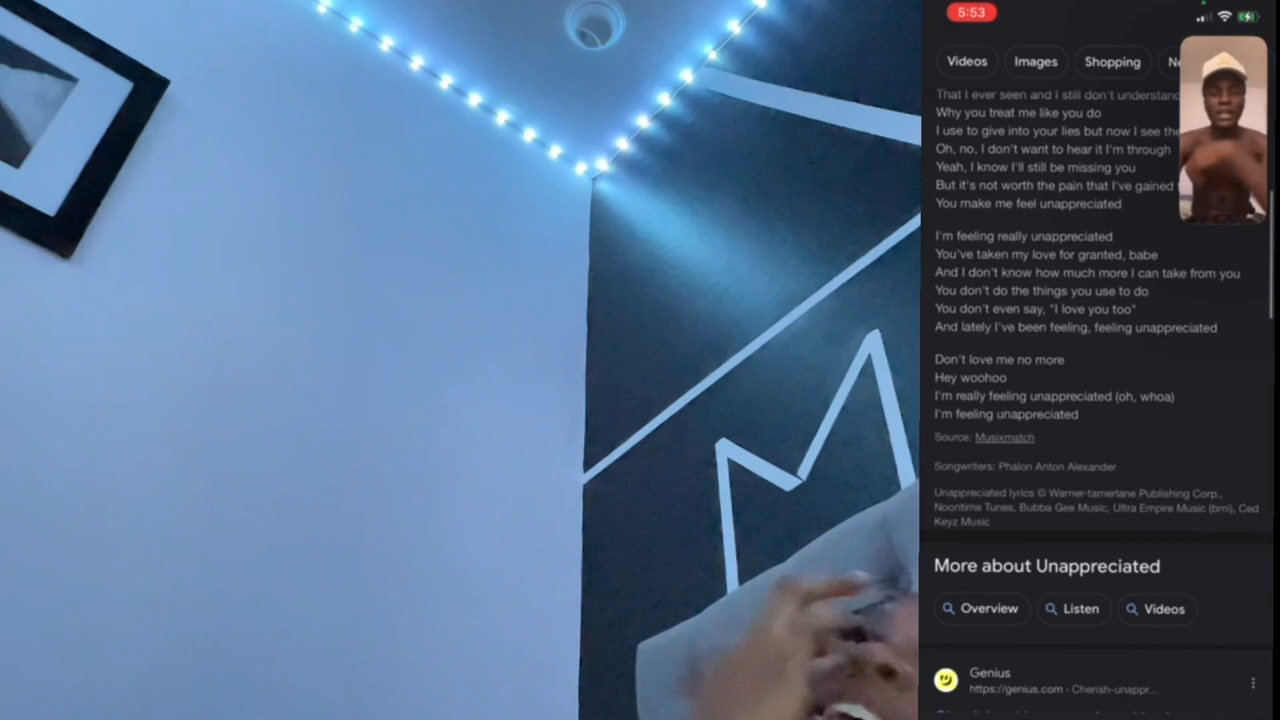 5:53
Videos Images Shopping
That I ever seen and I still don't understand
Why you treat me like you do
I use to give into your lies but now I see the
Oh, no, I don't want to hear it I'm through
Yeah, I know I'll still be missing you
But it's not worth the pain that I've gained
You make me feel unappreciated
I'm feeling really unappreciated
You've taken my love for granted, babe
And I don't know how much more I can take from you
You don't do the things you use to do
You don't even say, "I love you too"
And lately I've been feeling, feeling unappreciated
Don't love me no more
Hey woohoo
I'm really feeling unappreciated (oh, whoa)
I'm feeling unappreciated
Source: Musixmatch
Songwriters: Phalon Anton Alexander
Unappreciated lyrics © Warner-tamerlane Publishing Corp.,
Noontime Tunes, Bubba Gee Music, Ultra Empire Music (bmi), Ced
Keyz Music
More about Unappreciated
Overview Listen Videos
Genius
https://genius.com · Cherish-unappr...